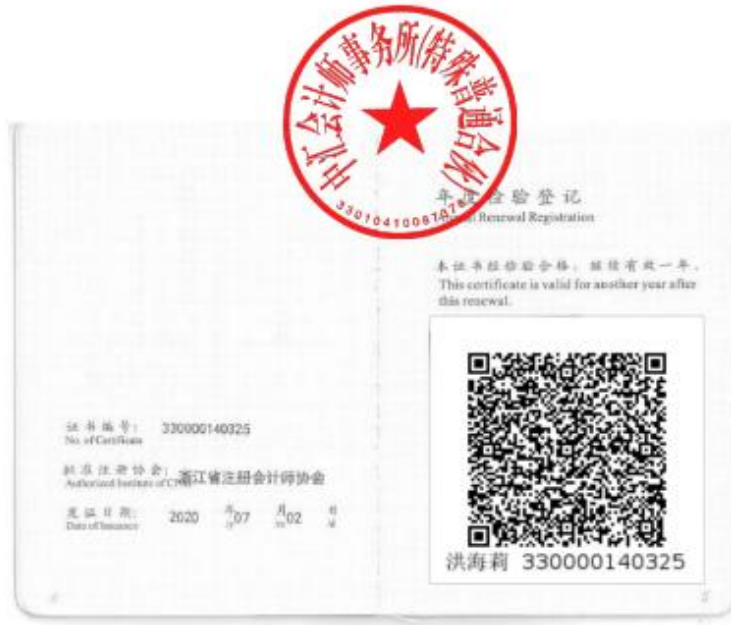 中汇会计师事务所(特殊普通合伙)
年度检验登记
Renewal Registration
本证书经检验合格，继续有效一年。
This certificate is valid for another year after
this renewal.
证书编号： 330000140325
No. of Certificate
批准注册协会： 浙江省注册会计师协会
Authorized Institute of
发证日期： 2020 年 07 月 02 日
Date of Issuance
洪海莉 330000140325